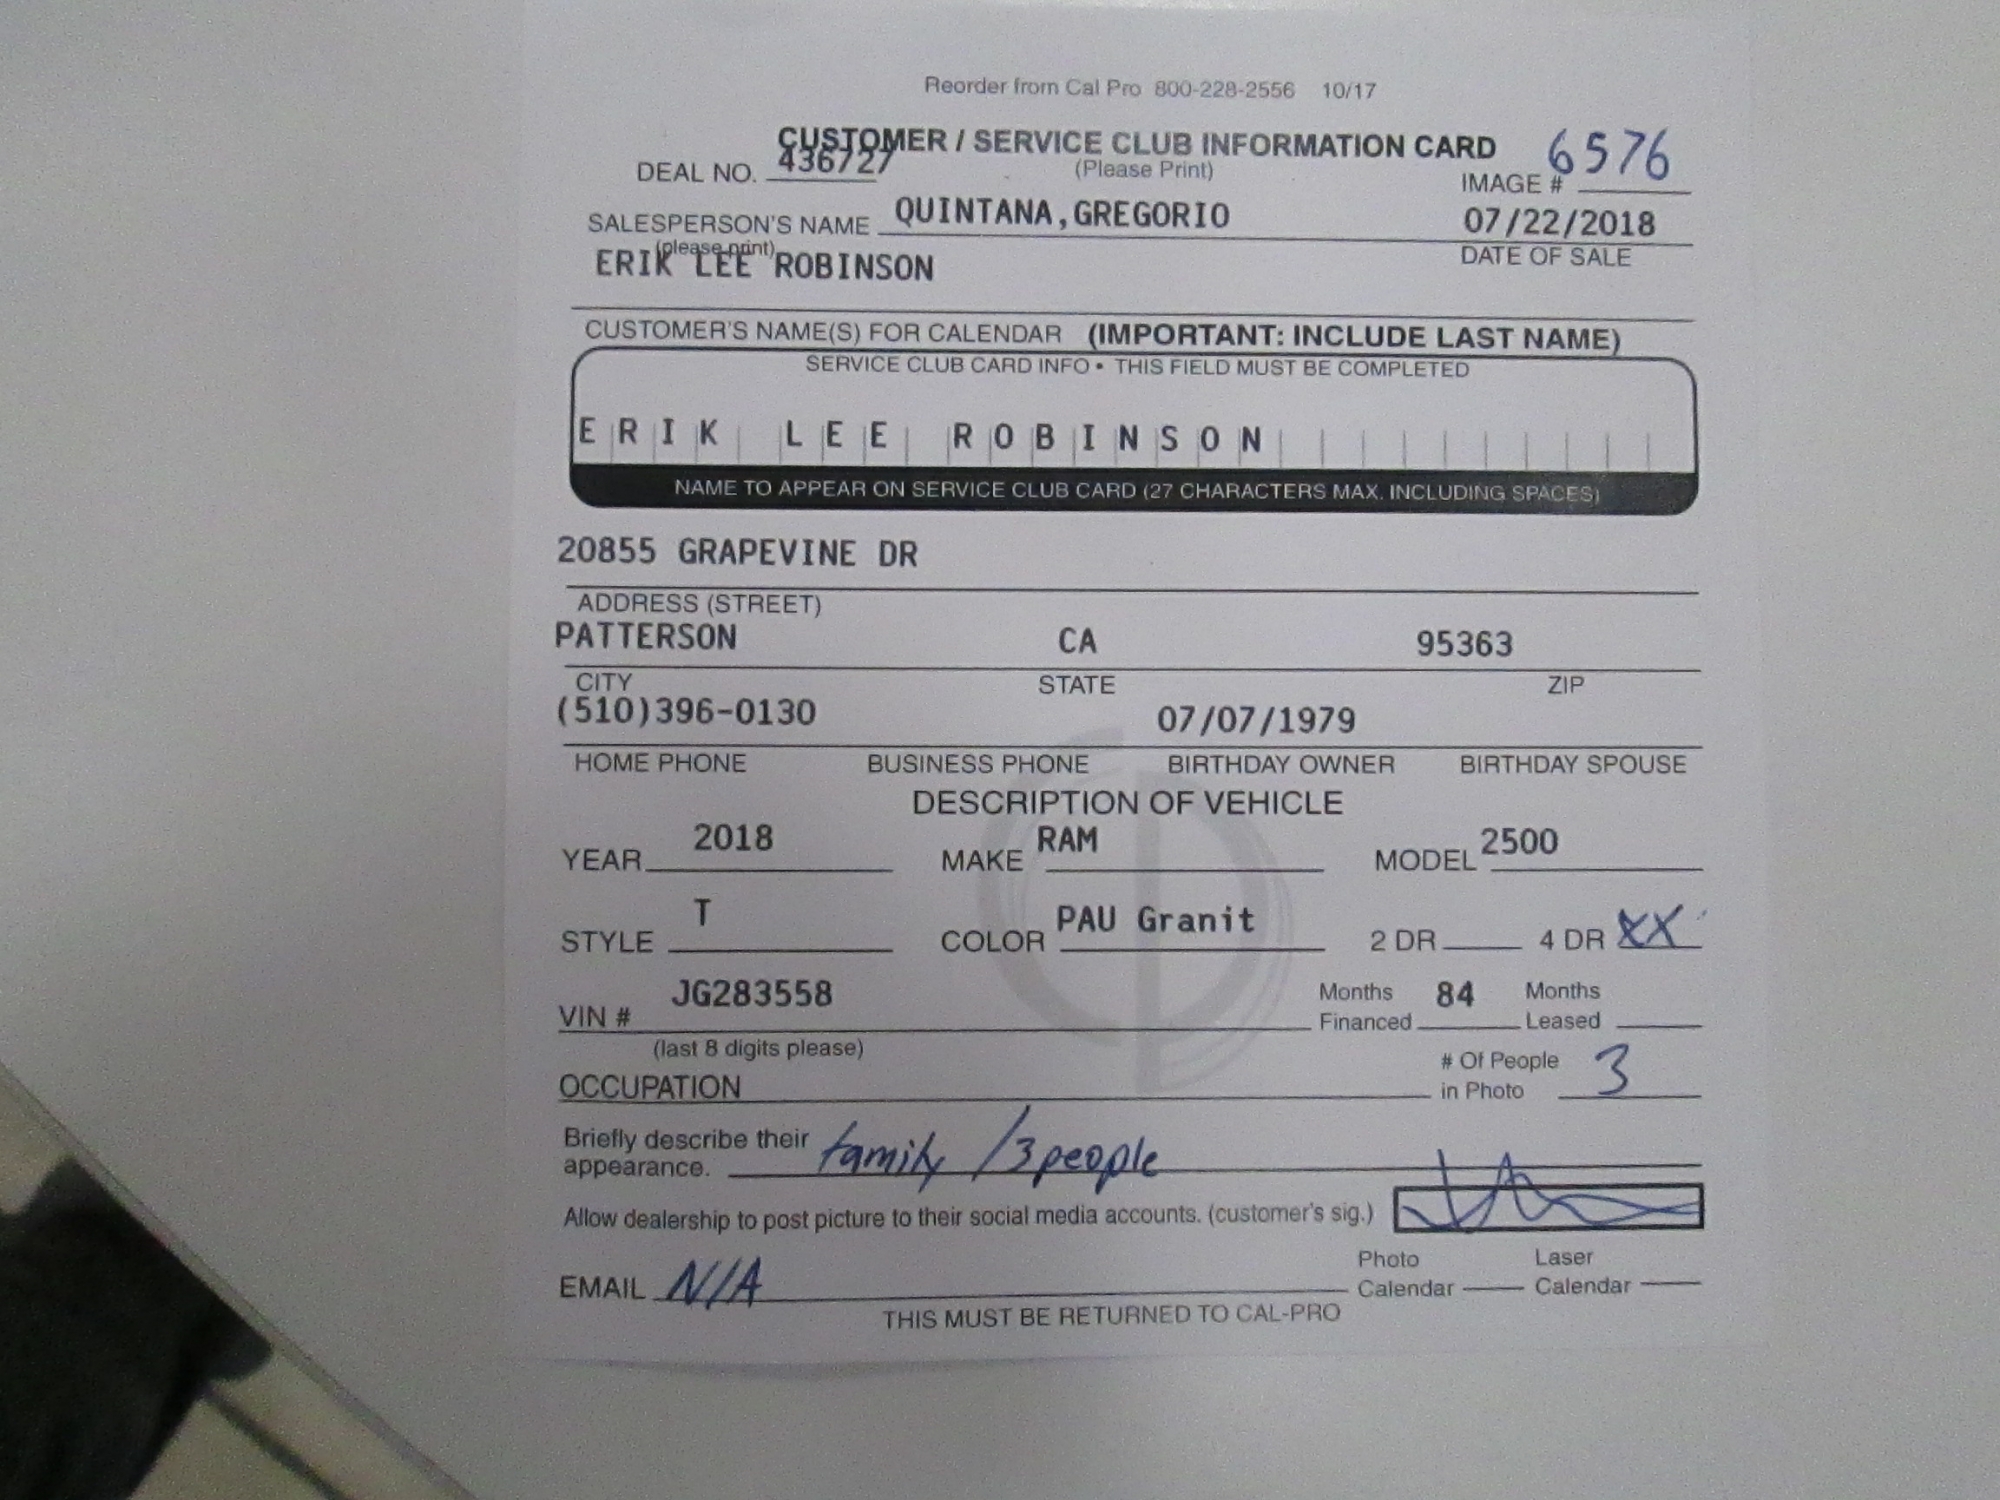 Reorder from Cal Pro 800-228-2556 10/17
CUSTOMER / SERVICE CLUB INFORMATION CARD 6576
DEAL NO. 436727 (Please Print) IMAGE #
SALESPERSON'S NAME QUINTANA,GREGORIO 07/22/2018
(please print) DATE OF SALE
ERIK LEE ROBINSON
CUSTOMER'S NAME(S) FOR CALENDAR (IMPORTANT: INCLUDE LAST NAME)
SERVICE CLUB CARD INFO • THIS FIELD MUST BE COMPLETED
ERIK LEE ROBINSON
NAME TO APPEAR ON SERVICE CLUB CARD (27 CHARACTERS MAX. INCLUDING SPACES)
20855 GRAPEVINE DR
ADDRESS (STREET)
PATTERSON CA 95363
CITY STATE ZIP
(510)396-0130 07/07/1979
HOME PHONE BUSINESS PHONE BIRTHDAY OWNER BIRTHDAY SPOUSE
DESCRIPTION OF VEHICLE
YEAR 2018 MAKE RAM MODEL 2500
STYLE T COLOR PAU Granit 2 DR 4 DR XX
VIN # JG283558 Months Financed 84 Months Leased
(last 8 digits please)
OCCUPATION # Of People in Photo 3
Briefly describe their appearance. family /3 people
Allow dealership to post picture to their social media accounts. (customer's sig.)
EMAIL N/A Photo Calendar Laser Calendar
THIS MUST BE RETURNED TO CAL-PRO